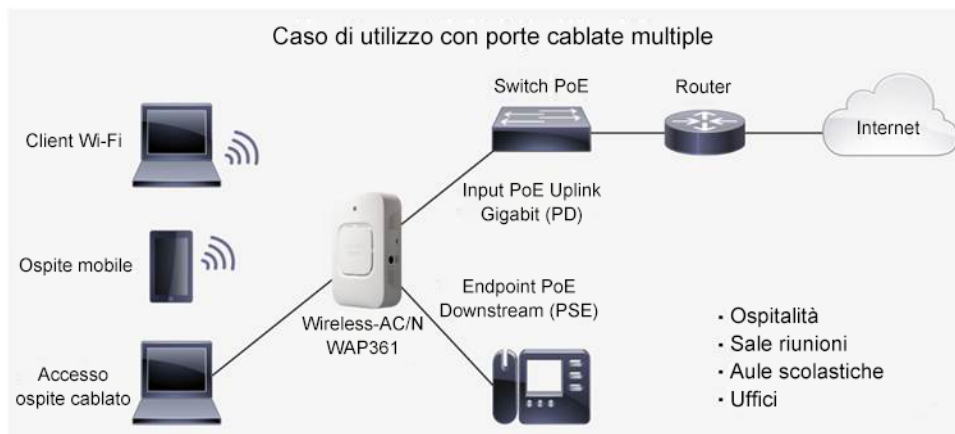 Caso di utilizzo con porte cablate multiple
Client Wi-Fi
Ospite mobile
Accesso
ospite cablato
Wireless-AC/N
WAP361
Switch PoE
Router
Internet
Input PoE Uplink
Gigabit (PD)
Endpoint PoE
Downstream (PSE)
· Ospitalità
· Sale riunioni
· Aule scolastiche
· Uffici